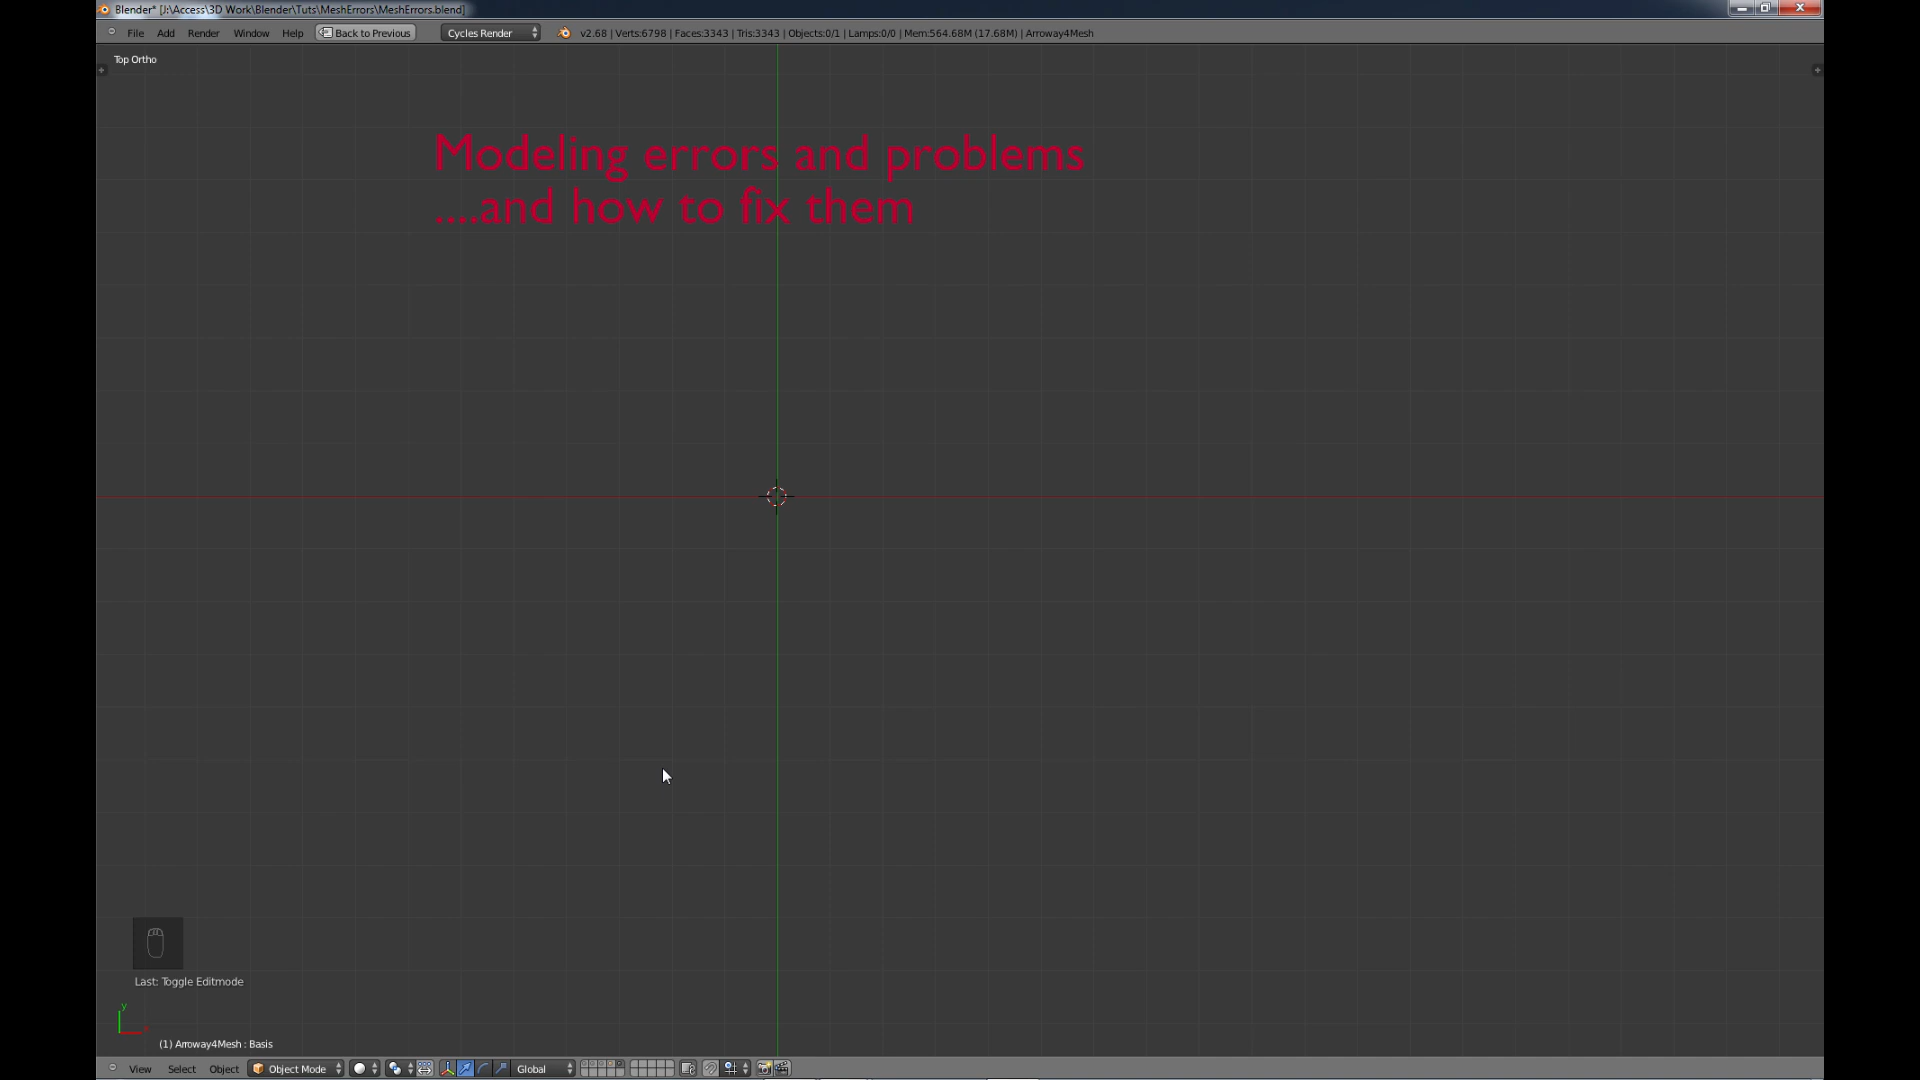 Blender* [J:\Access\3D Work\Blender\Tuts\MeshErrors\MeshErrors.blend]
File Add Render Window Help Back to Previous Cycles Render v2.68 | Verts:6798 | Faces:3343 | Tris:3343 | Objects:0/1 | Lamps:0/0 | Mem:564.68M (17.68M) | Arroway4Mesh
Top Ortho
Modeling errors and problems
....and how to fix them
Last: Toggle Editmode
y
x
(1) Arroway4Mesh : Basis
View Select Object Object Mode Global